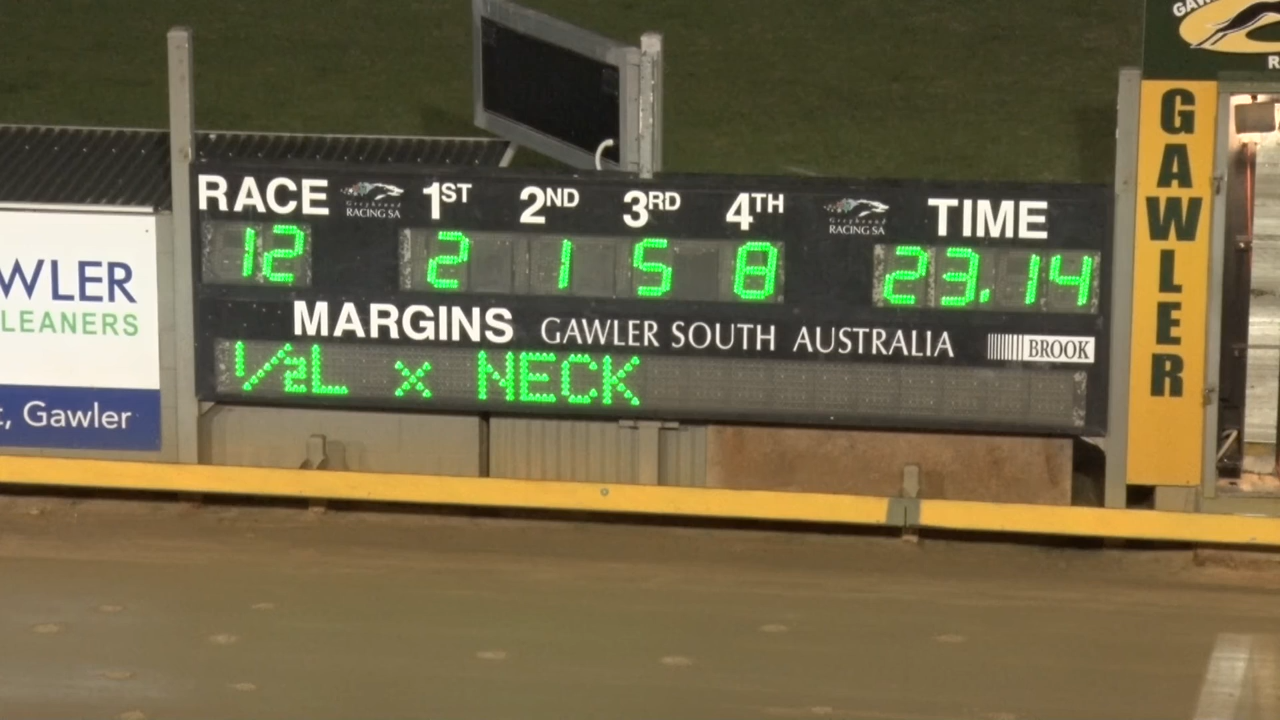 GAW
R
GAWLER
RACE Greyhound RACING SA 1ST 2ND 3RD 4TH Greyhound RACING SA TIME
12 2 1 5 8 23.14
MARGINS GAWLER SOUTH AUSTRALIA BROOK
1/2L x NECK
WLER
LEANERS
, Gawler